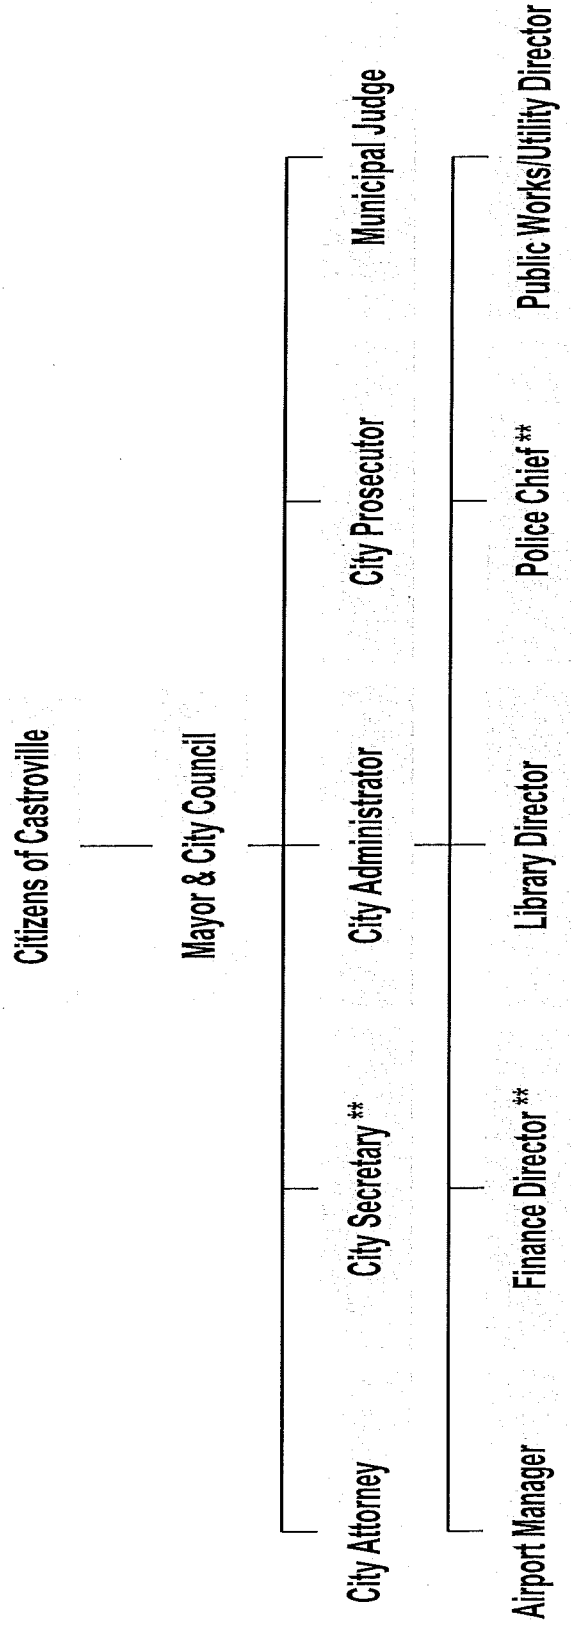 Citizens of Castroville
Mayor & City Council
City Attorney
City Secretary **
City Administrator
City Prosecutor
Municipal Judge
Airport Manager
Finance Director **
Library Director
Police Chief **
Public Works/Utility Director